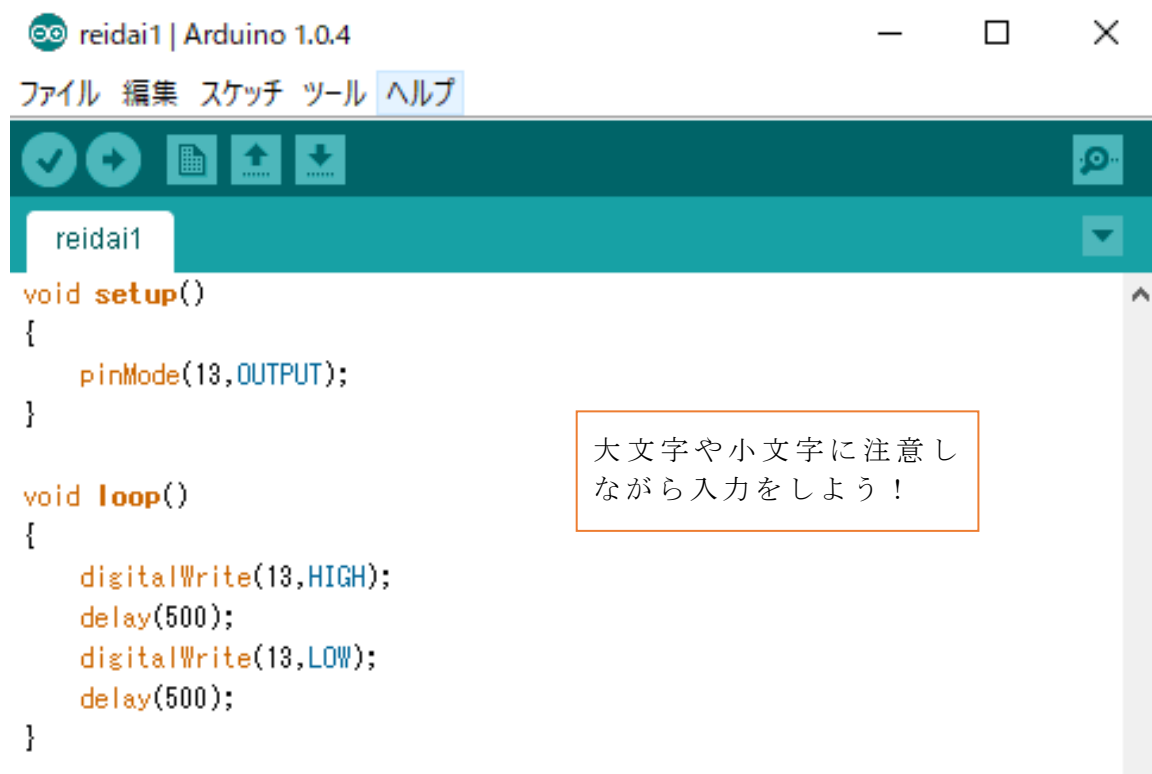 reidai1 | Arduino 1.0.4
ファイル 編集 スケッチ ツール ヘルプ
reidai1
void setup()
{
pinMode(13,OUTPUT);
}
大文字や小文字に注意し
ながら入力をしよう！
void loop()
{
digitalWrite(13,HIGH);
delay(500);
digitalWrite(13,LOW);
delay(500);
}